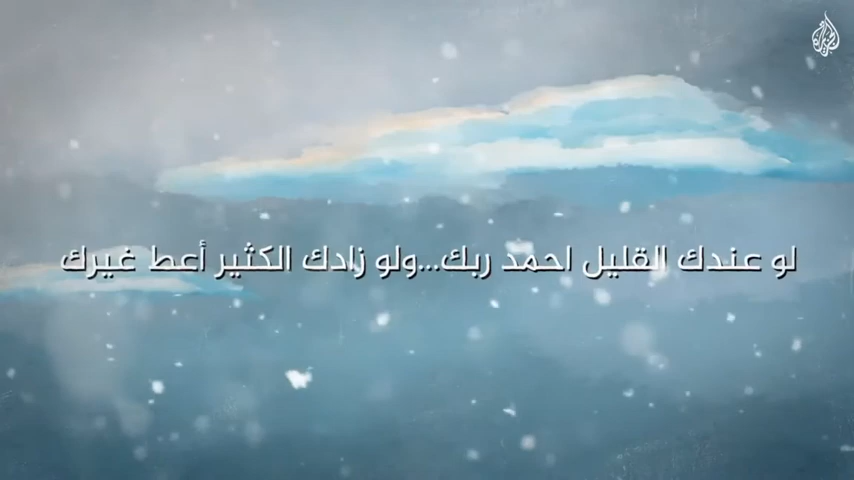 لو عندك القليل احمد ربك...ولو زادك الكثير أعط غيرك